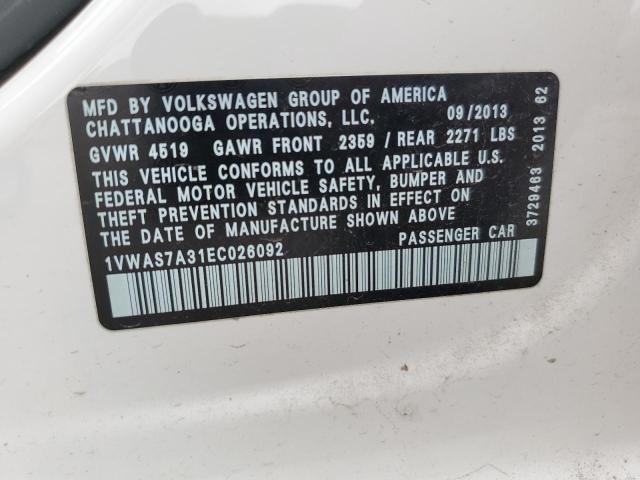 MFD BY VOLKSWAGEN GROUP OF AMERICA
CHATTANOOGA OPERATIONS, LLC. 09/2013
GVWR 4519 GAWR FRONT 2359 / REAR 2271 LBS
THIS VEHICLE CONFORMS TO ALL APPLICABLE U.S.
FEDERAL MOTOR VEHICLE SAFETY, BUMPER AND
THEFT PREVENTION STANDARDS IN EFFECT ON
THE DATE OF MANUFACTURE SHOWN ABOVE
1VWAS7A31EC026092 PASSENGER CAR
3729463 2013 62